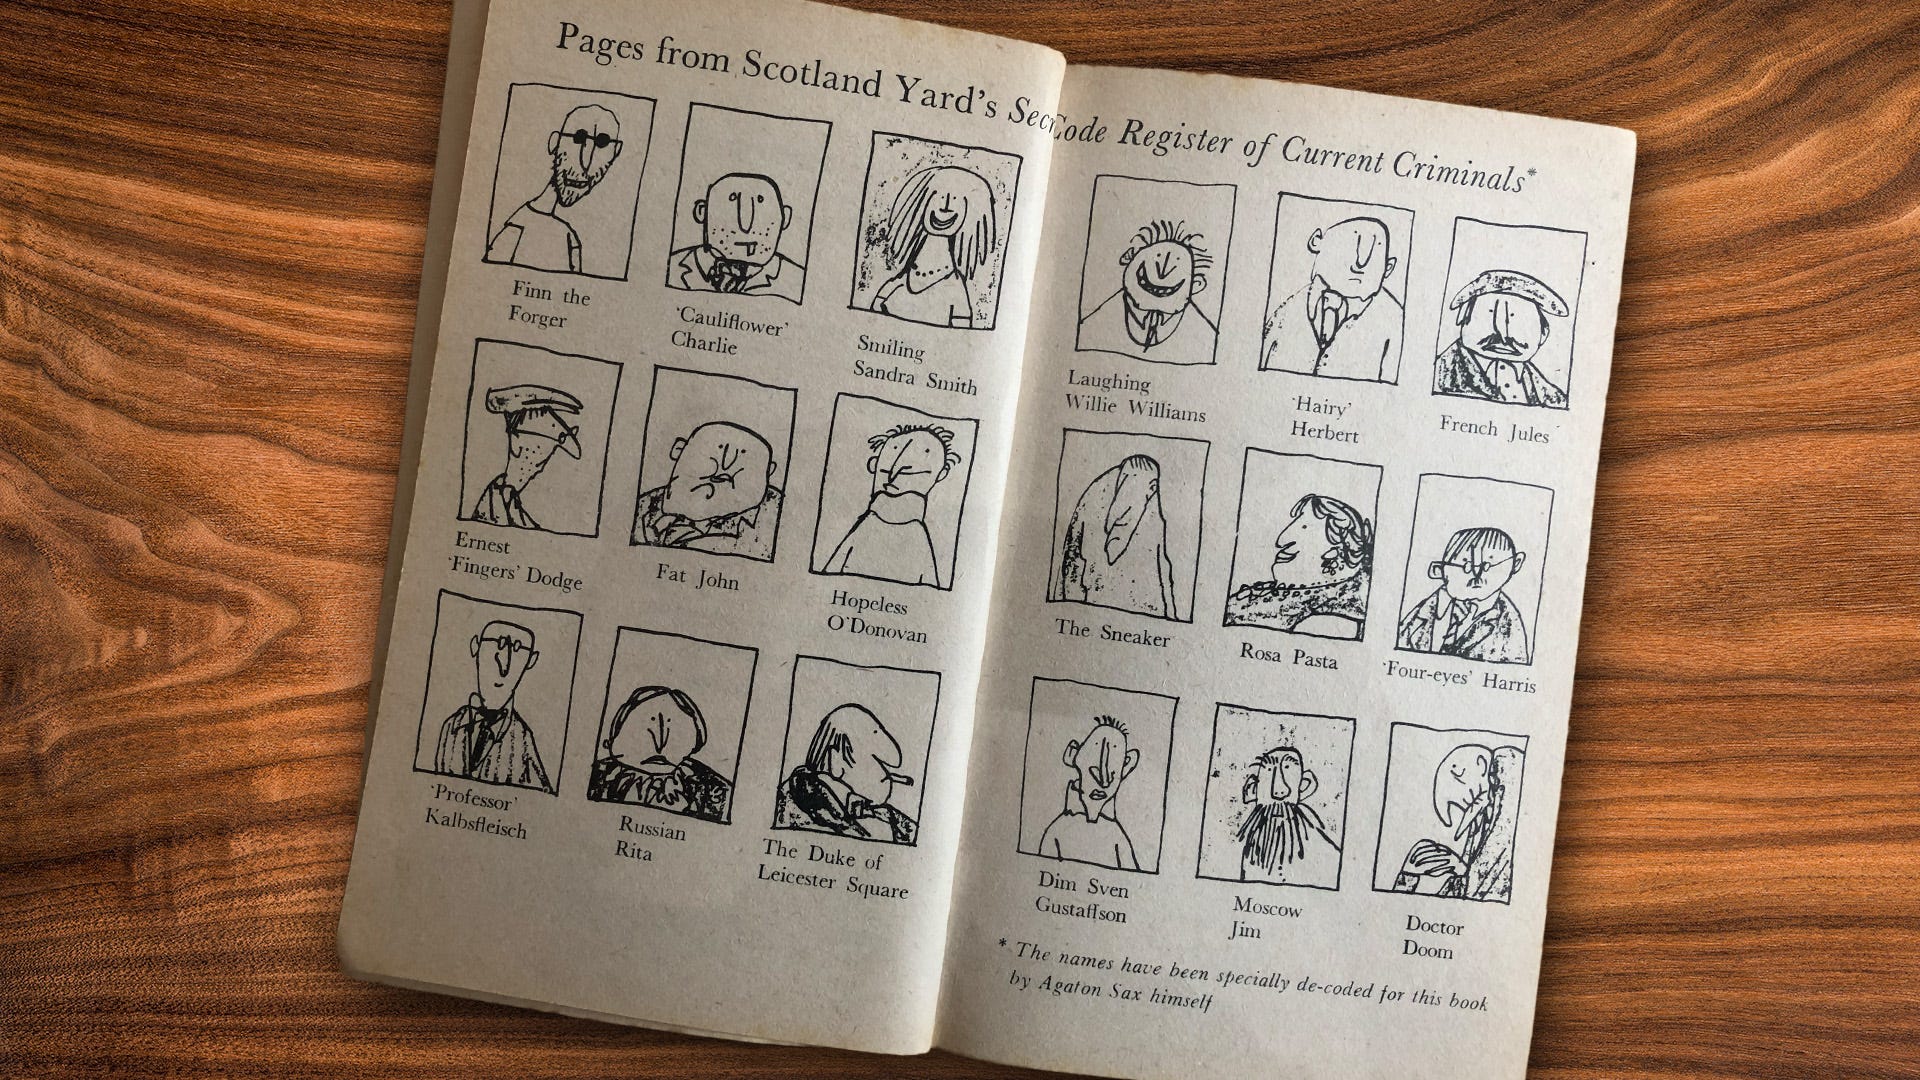 Pages from Scotland Yard's Secr
Finn the
Forger
'Cauliflower'
Charlie
Smiling
Sandra Smith
Ernest
'Fingers' Dodge
Fat John
Hopeless
O'Donovan
'Professor'
Kalbsfleisch
Russian
Rita
The Duke of
Leicester Square
Code Register of Current Criminals*
Laughing
Willie Williams
'Hairy'
Herbert
French Jules
The Sneaker
Rosa Pasta
'Four-eyes' Harris
Dim Sven
Gustaffson
Moscow
Jim
Doctor
Doom
* The names have been specially de-coded for this book
by Agaton Sax himself